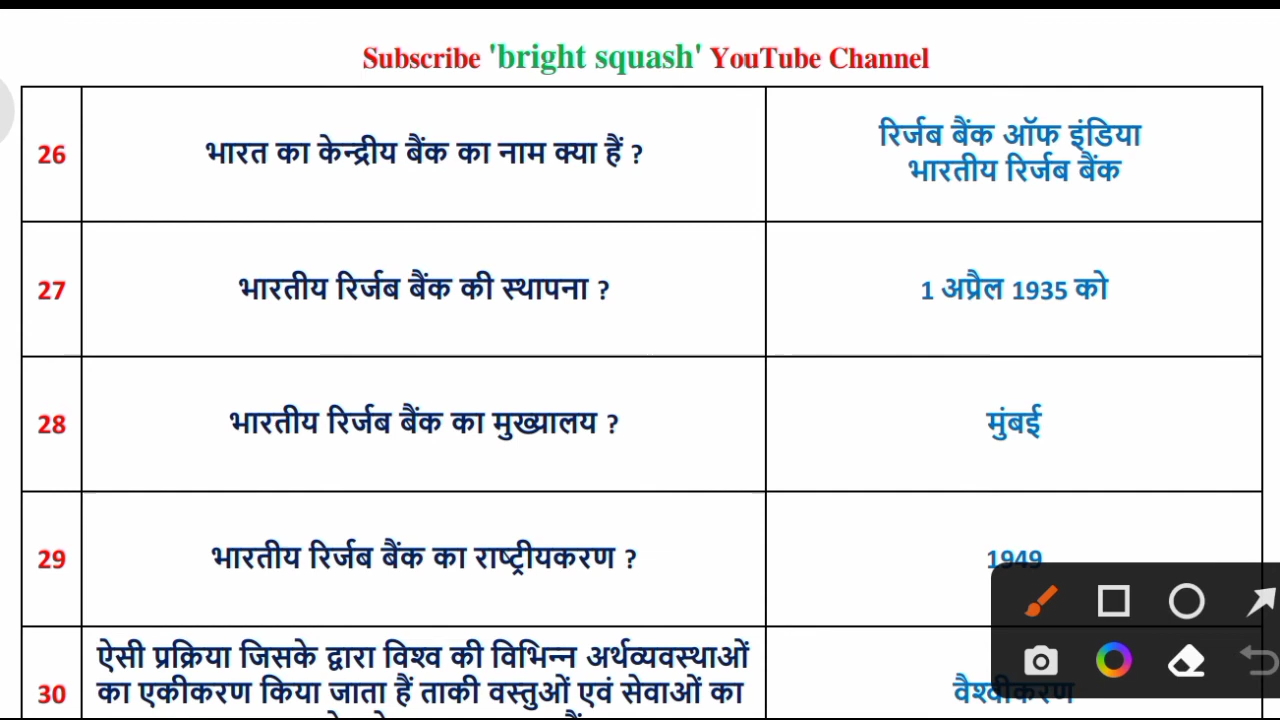 Subscribe 'bright squash' YouTube Channel
26
भारत का केन्द्रीय बैंक का नाम क्या हैं ?
रिर्जब बैंक ऑफ इंडिया
भारतीय रिर्जब बैंक
27
भारतीय रिर्जब बैंक की स्थापना ?
1 अप्रैल 1935 को
28
भारतीय रिर्जब बैंक का मुख्यालय ?
मुंबई
29
भारतीय रिर्जब बैंक का राष्ट्रीयकरण ?
1949
30
ऐसी प्रक्रिया जिसके द्वारा विश्व की विभिन्न अर्थव्यवस्थाओं
का एकीकरण किया जाता हैं ताकी वस्तुओं एवं सेवाओं का
वैश्वीकरण